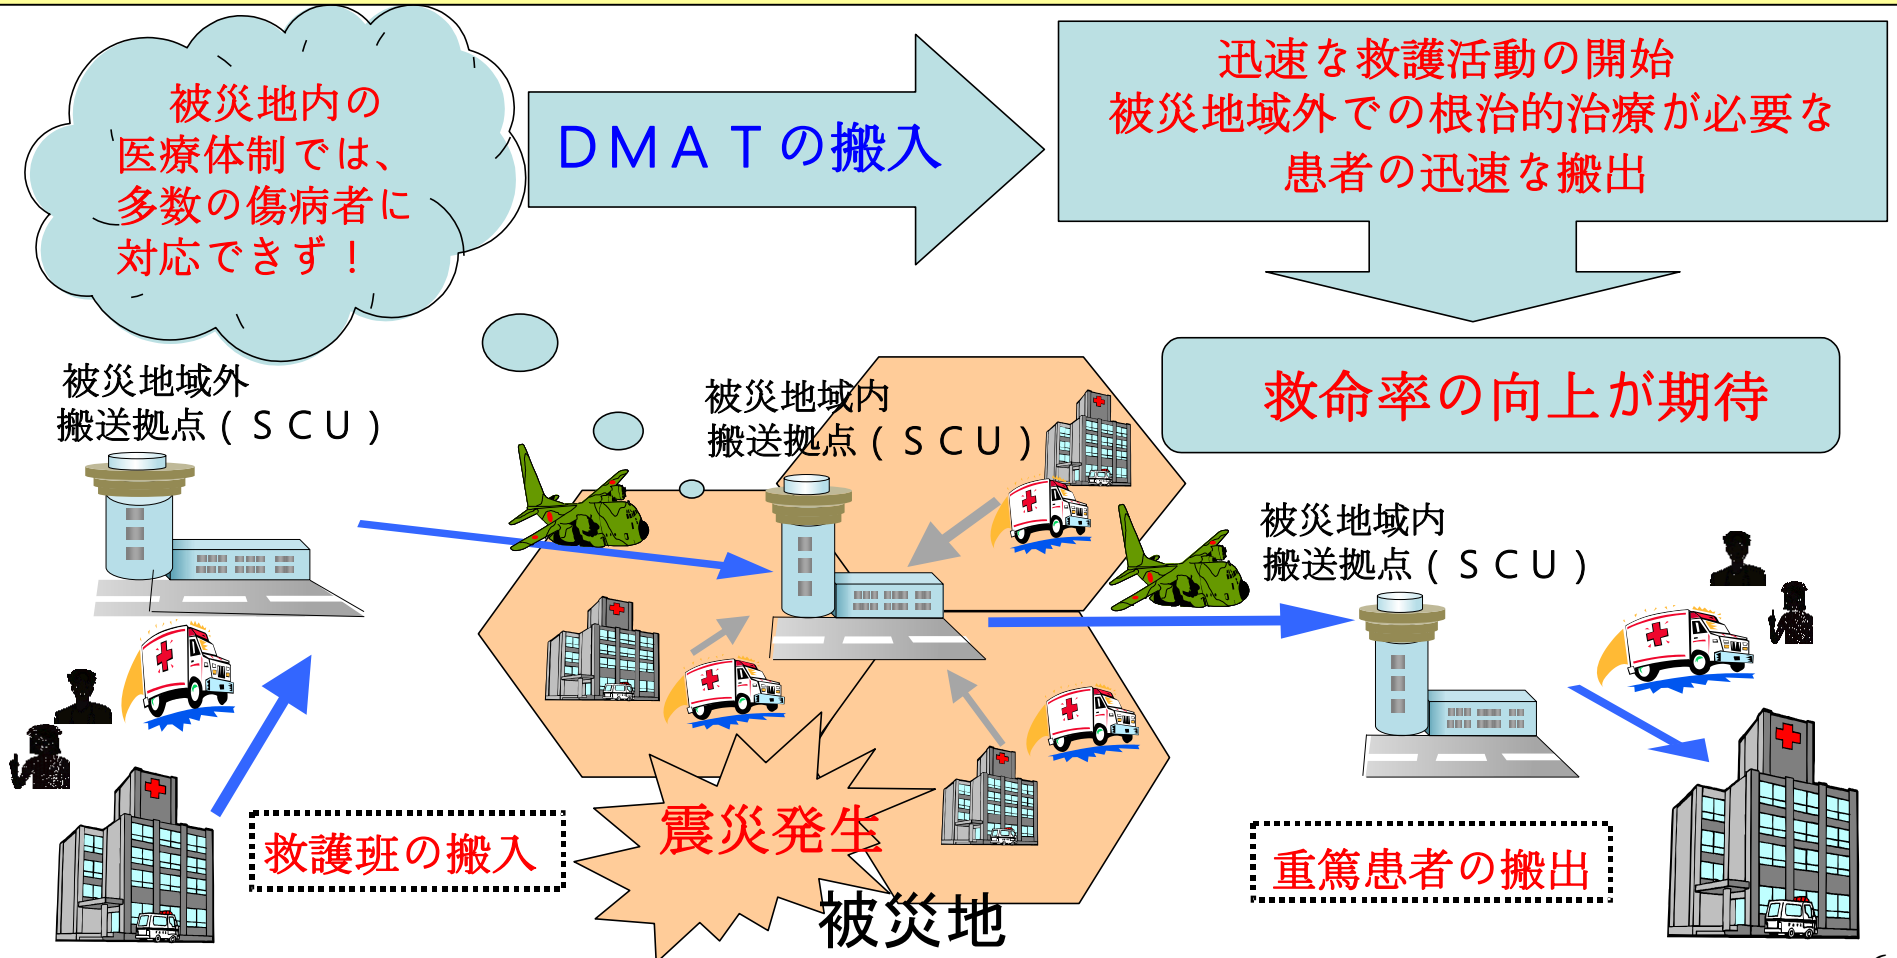 被災地内の
医療体制では、
多数の傷病者に
対応できず！
ＤＭＡＴの搬入
迅速な救護活動の開始
被災地域外での根治的治療が必要な
患者の迅速な搬出
救命率の向上が期待
被災地域外
搬送拠点（ＳＣＵ）
被災地域内
搬送拠点（ＳＣＵ）
被災地域内
搬送拠点（ＳＣＵ）
救護班の搬入
震災発生
被災地
重篤患者の搬出